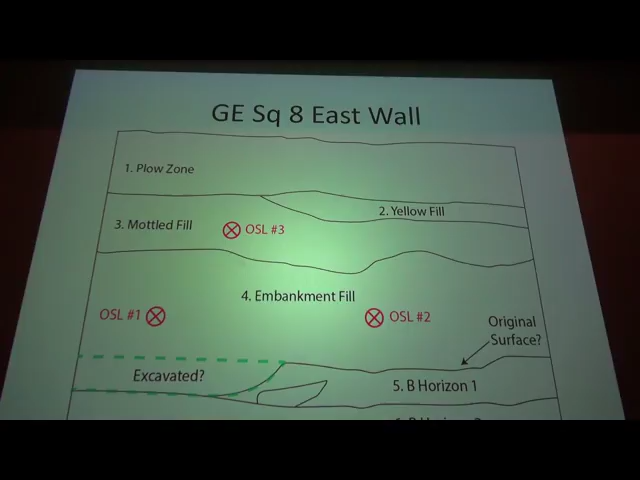 GE Sq 8 East Wall
1. Plow Zone
2. Yellow Fill
3. Mottled Fill
OSL #3
4. Embankment Fill
OSL #1
OSL #2
Original
Surface?
Excavated?
5. B Horizon 1